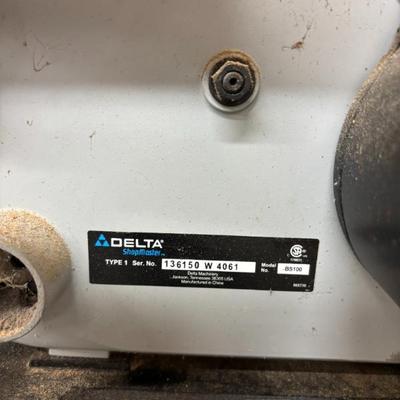 DELTA
ShopMaster
TYPE 1 Ser. No. 136150 W 4061
Model No. BS100
Delta Machinery
Jackson, Tennessee 38305 USA
Manufactured in China